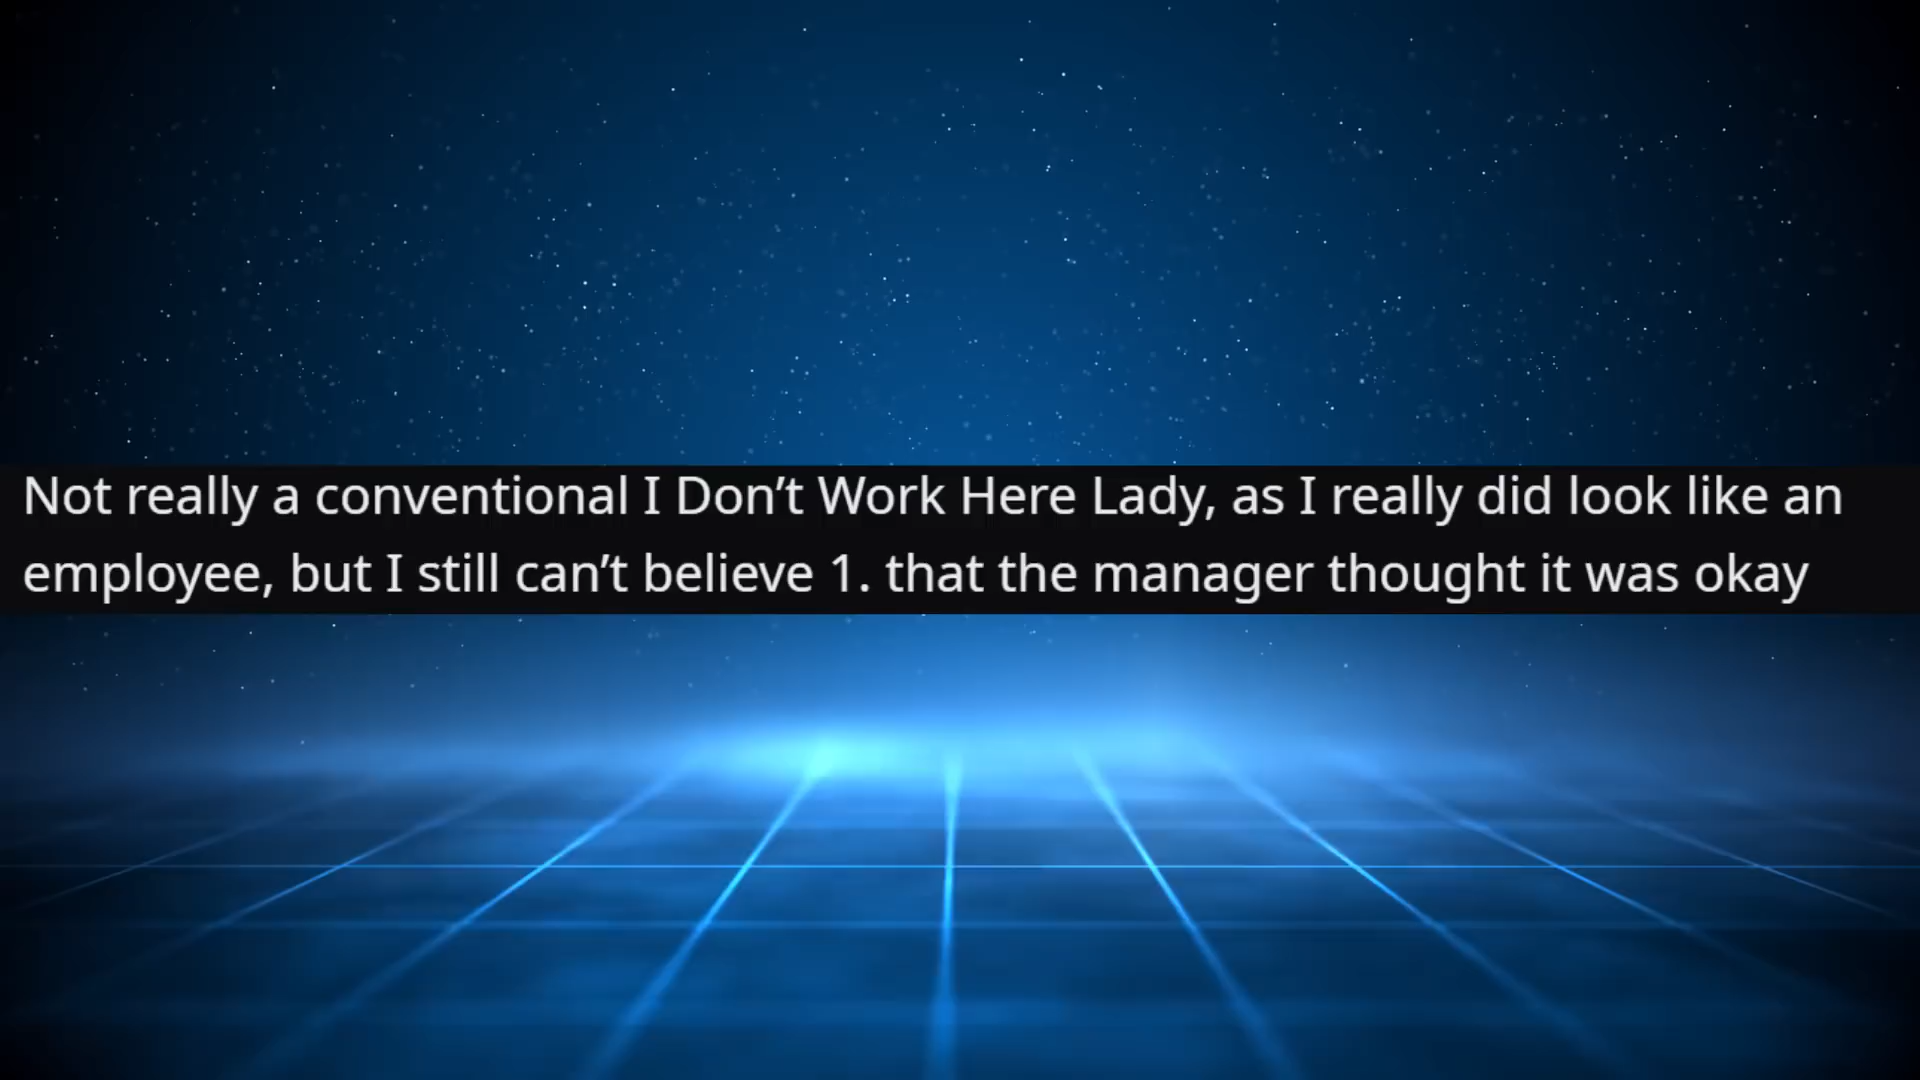 Not really a conventional I Don’t Work Here Lady, as I really did look like an
employee, but I still can’t believe 1. that the manager thought it was okay